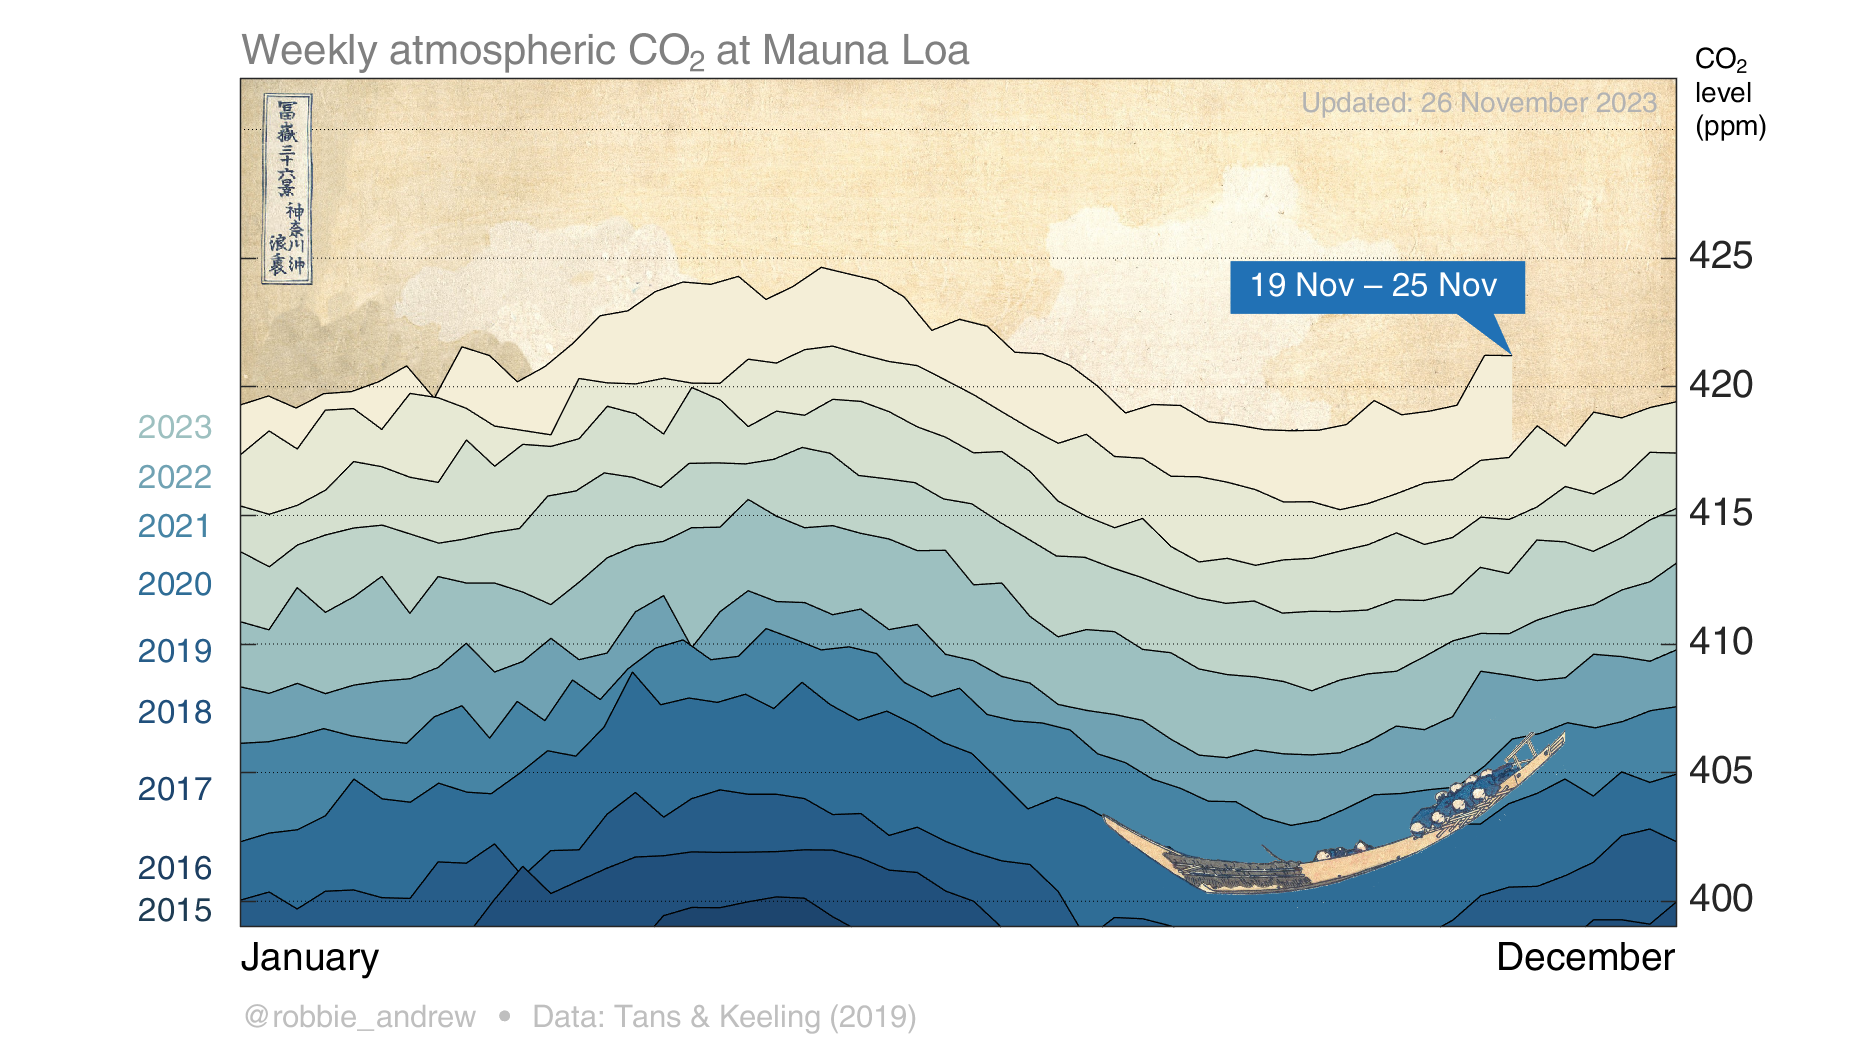 Weekly atmospheric CO₂ at Mauna Loa
CO₂
level
(ppm)
Updated: 26 November 2023
冨嶽三十六景
神奈川沖
浪裏
19 Nov – 25 Nov
425
420
415
410
405
400
2023
2022
2021
2020
2019
2018
2017
2016
2015
January
December
@robbie_andrew • Data: Tans & Keeling (2019)